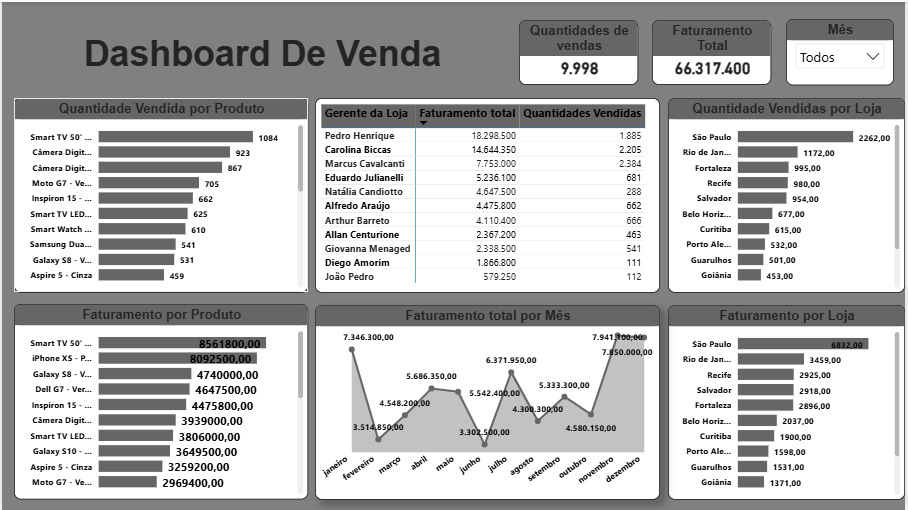 Dashboard De Venda
Quantidades de
vendas
9.998
Faturamento
Total
66.317.400
Mês
Todos
Quantidade Vendida por Produto
Smart TV 50' ... 1084
Câmera Digit... 923
Câmera Digit... 867
Moto G7 - Ve... 705
Inspiron 15 - ... 662
Smart TV LED... 625
Smart Watch ... 610
Samsung Dua... 541
Galaxy S8 - V... 531
Aspire 5 - Cinza 459
Gerente da Loja Faturamento total Quantidades Vendidas
Pedro Henrique 18.298.500 1.885
Carolina Biccas 14.644.350 2.205
Marcus Cavalcanti 7.753.000 2.384
Eduardo Julianelli 5.236.100 681
Natália Candiotto 4.647.500 288
Alfredo Araújo 4.475.800 662
Arthur Barreto 4.110.400 666
Allan Centurione 2.367.200 463
Giovanna Menaged 2.338.500 541
Diego Amorim 1.866.800 111
João Pedro 579.250 112
Quantidade Vendidas por Loja
São Paulo 2262,00
Rio de Jan... 1172,00
Fortaleza 995,00
Recife 980,00
Salvador 954,00
Belo Horiz... 677,00
Curitiba 615,00
Porto Ale... 532,00
Guarulhos 501,00
Goiânia 453,00
Faturamento por Produto
Smart TV 50' ... 8561800,00
iPhone XS - P... 8092500,00
Galaxy S8 - V... 4740000,00
Dell G7 - Ver... 4647500,00
Inspiron 15 - ... 4475800,00
Câmera Digit... 3939000,00
Smart TV LED... 3806000,00
Galaxy S10 - ... 3649500,00
Aspire 5 - Cinza 3259200,00
Moto G7 - Ve... 2969400,00
Faturamento total por Mês
7.346.300,00
3.514.850,00
4.548.200,00
5.686.350,00
5.542.400,00
3.302.500,00
6.371.950,00
4.300.300,00
5.333.300,00
4.580.150,00
7.941.100,00
7.850.000,00
janeiro
fevereiro
março
abril
maio
junho
julho
agosto
setembro
outubro
novembro
dezembro
Faturamento por Loja
São Paulo 6832,00
Rio de Jan... 3459,00
Recife 2925,00
Salvador 2918,00
Fortaleza 2896,00
Belo Horiz... 2037,00
Curitiba 1900,00
Porto Ale... 1598,00
Guarulhos 1531,00
Goiânia 1371,00